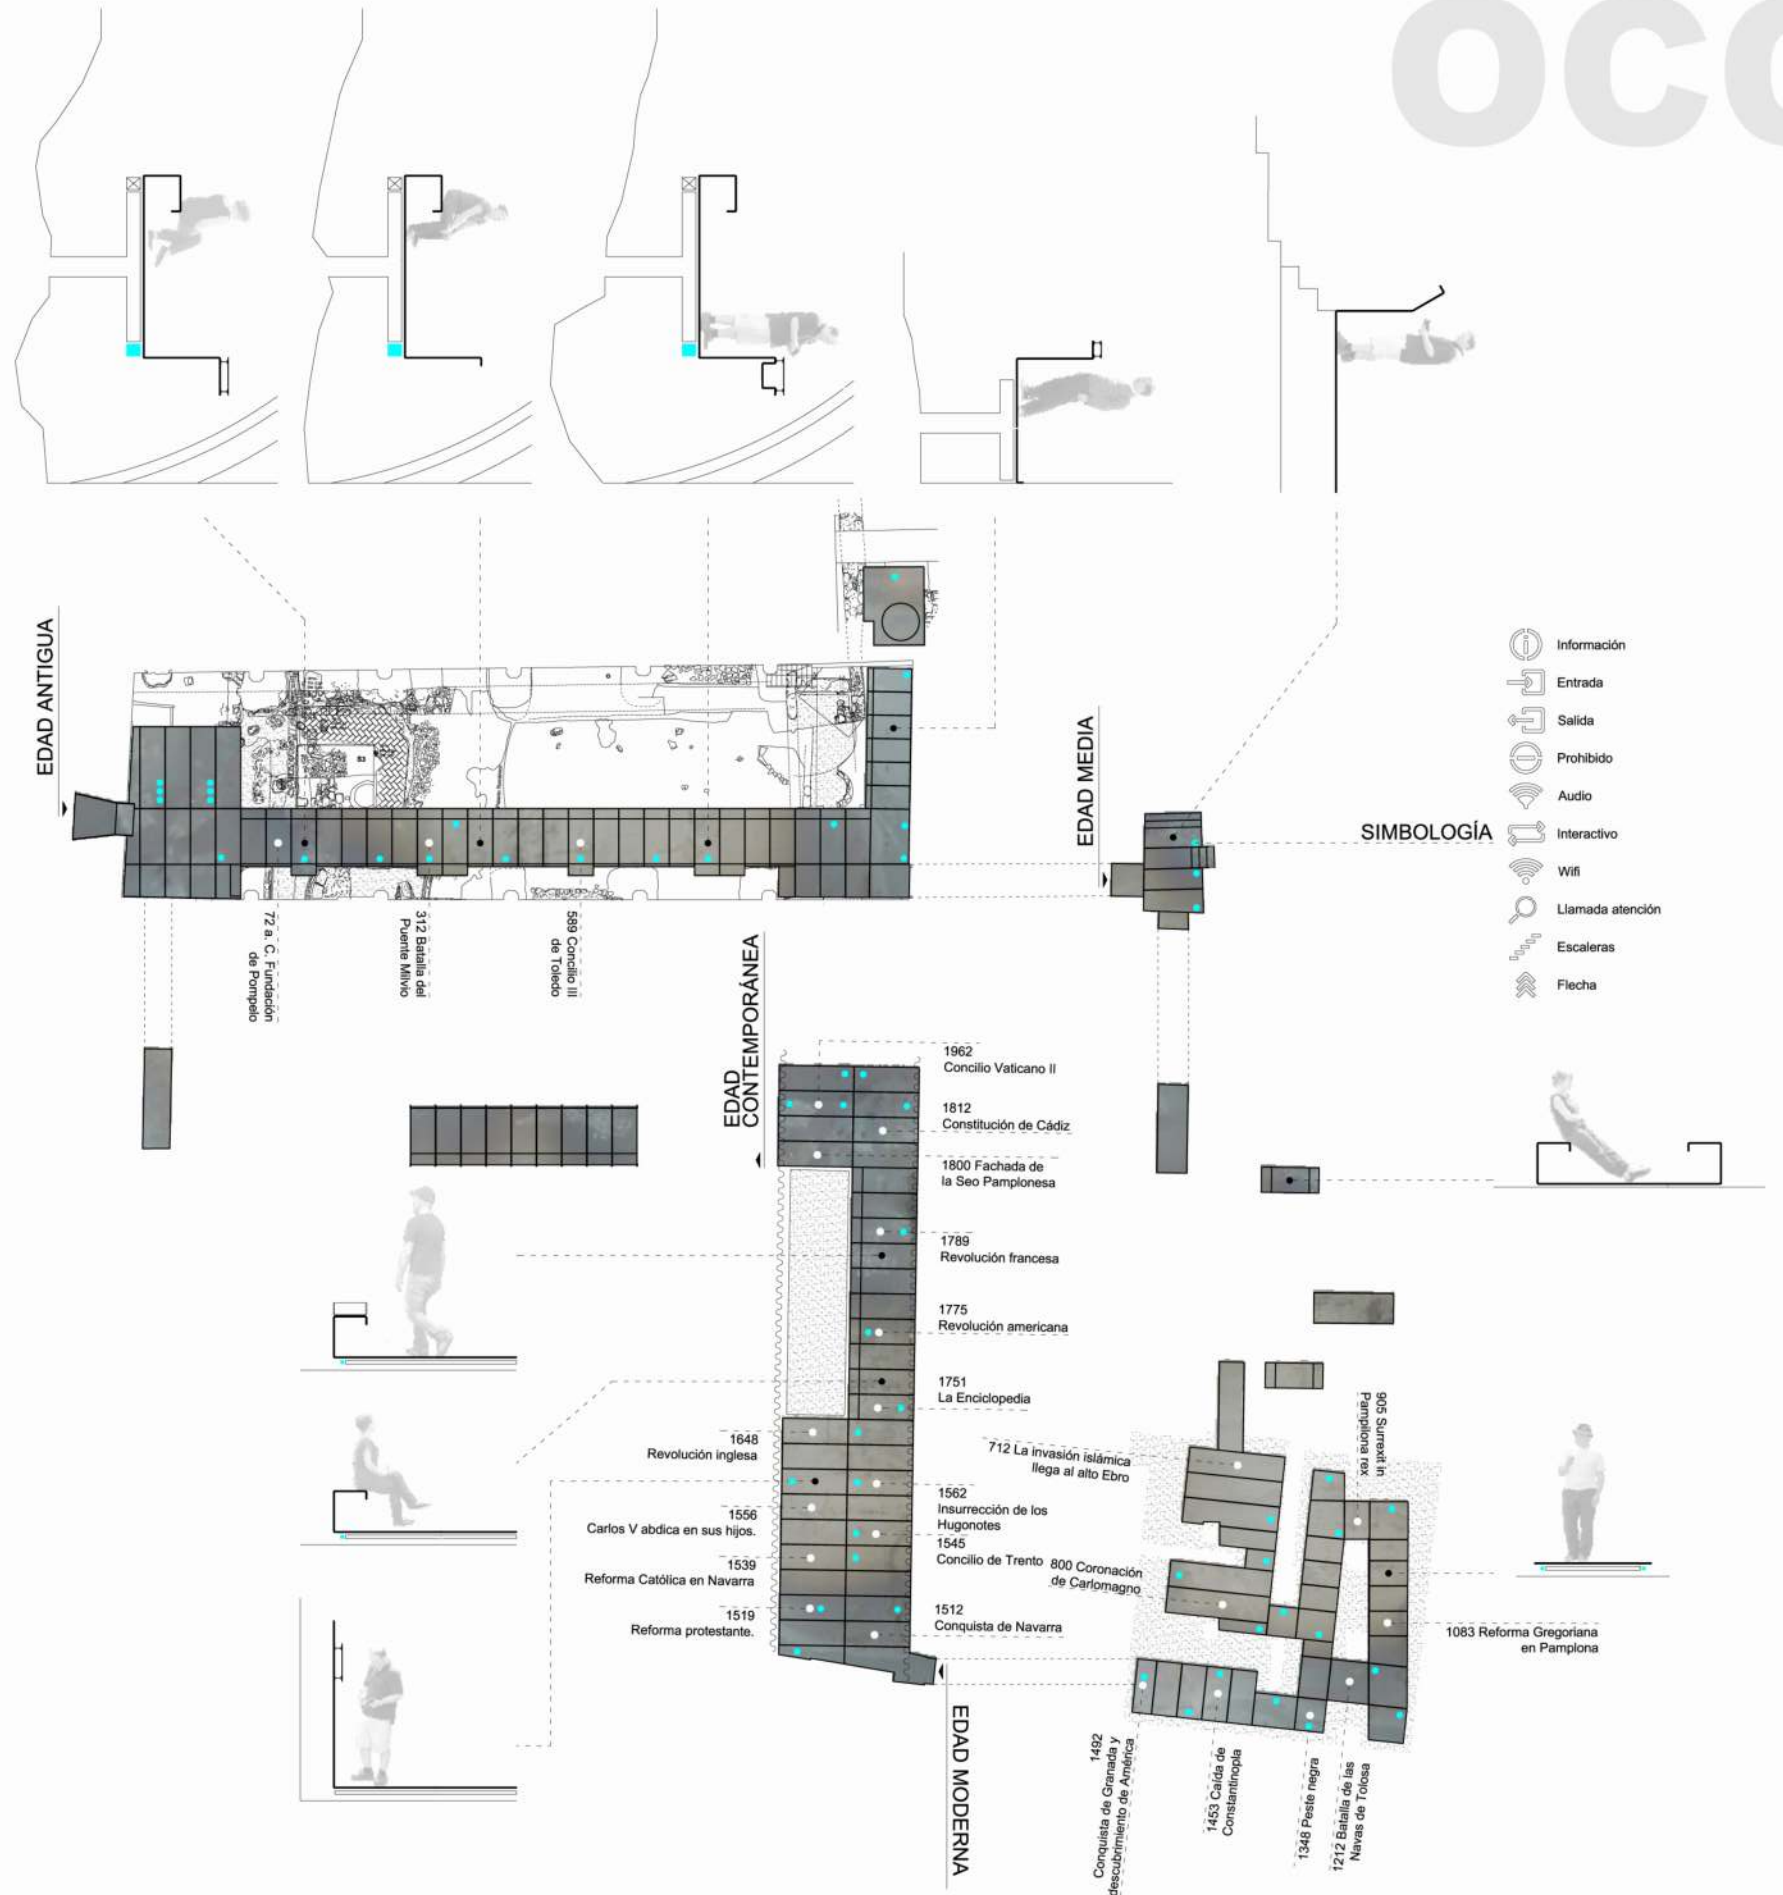 OCC
EDAD ANTIGUA
72 a. C. Fundación
de Pompelo
312 Batalla del
Puente Milvio
589 Concilio III
de Toledo
EDAD MEDIA
SIMBOLOGÍA
Información
Entrada
Salida
Prohibido
Audio
Interactivo
Wifi
Llamada atención
Escaleras
Flecha
EDAD
CONTEMPORÁNEA
1962
Concilio Vaticano II
1812
Constitución de Cádiz
1800 Fachada de
la Seo Pamplonesa
1789
Revolución francesa
1775
Revolución americana
1751
La Enciclopedia
1648
Revolución inglesa
1562
Insurrección de los
Hugonotes
1556
Carlos V abdica en sus hijos.
1545
Concilio de Trento
1539
Reforma Católica en Navarra
1519
Reforma protestante.
1512
Conquista de Navarra
EDAD MODERNA
712 La invasión islámica
llega al alto Ebro
905 Surrexit in
Pampilona rex
800 Coronación
de Carlomagno
1083 Reforma Gregoriana
en Pamplona
1492
Conquista de Granada y
descubrimiento de América
1453 Caída de
Constantinopla
1348 Peste negra
1212 Batalla de las
Navas de Tolosa